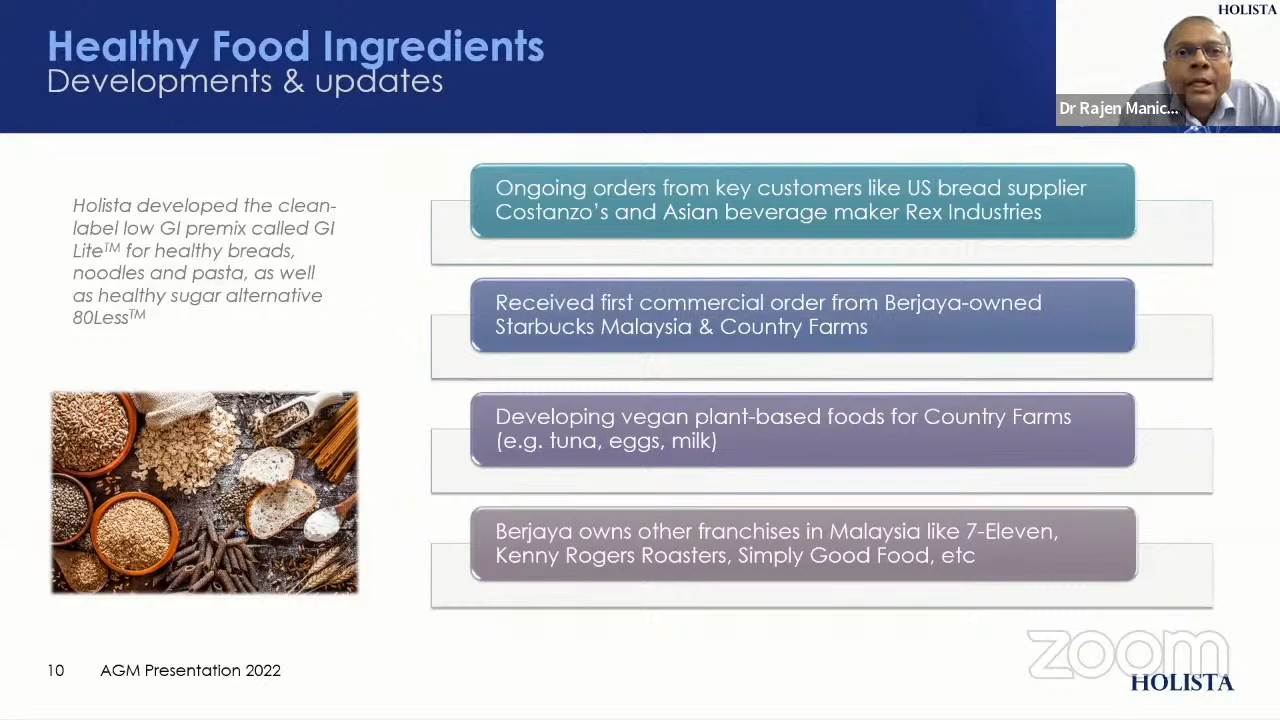 HOLISTA
Healthy Food Ingredients
Developments & updates
Dr Rajen Manic...
Holista developed the clean-
label low GI premix called GI
Lite™ for healthy breads,
noodles and pasta, as well
as healthy sugar alternative
80Less™
Ongoing orders from key customers like US bread supplier
Costanzo’s and Asian beverage maker Rex Industries
Received first commercial order from Berjaya-owned
Starbucks Malaysia & Country Farms
Developing vegan plant-based foods for Country Farms
(e.g. tuna, eggs, milk)
Berjaya owns other franchises in Malaysia like 7-Eleven,
Kenny Rogers Roasters, Simply Good Food, etc
10 AGM Presentation 2022
zoom
HOLISTA